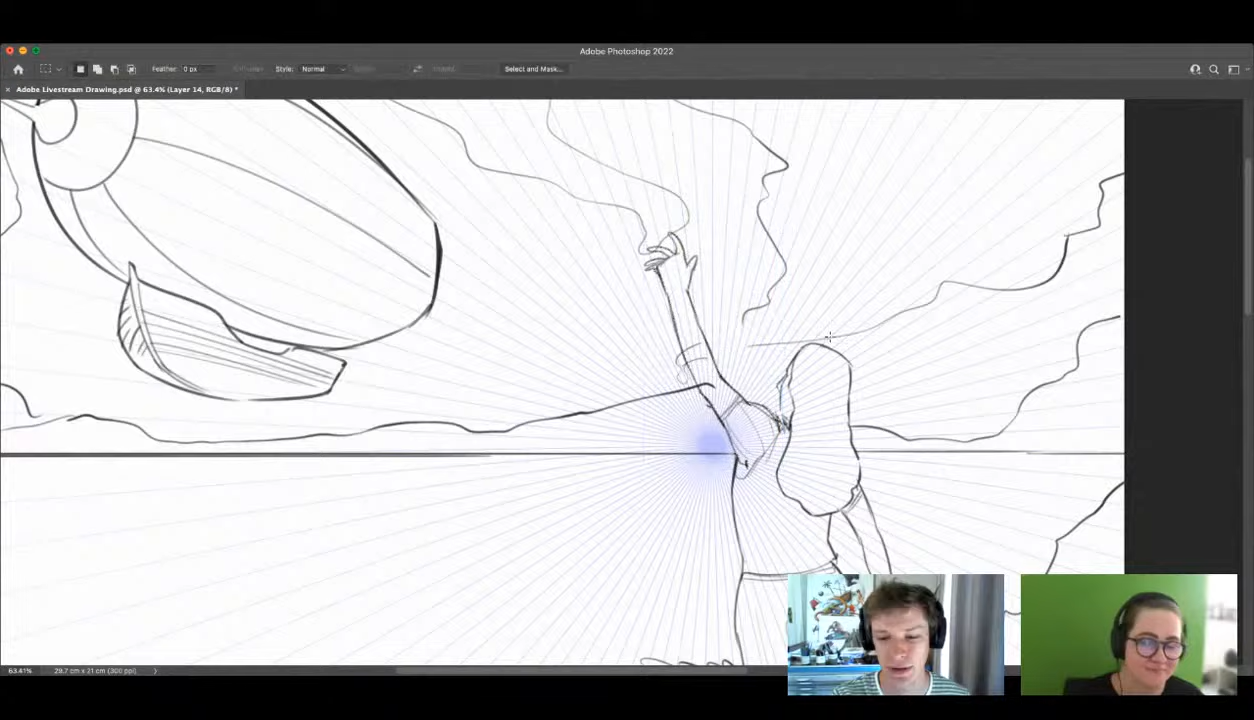 Adobe Photoshop 2022
Feather: 0 px Style: Normal Select and Mask...
Adobe Livestream Drawing.psd @ 63.4% (Layer 14, RGB/8) *
63.41% 29.7 cm x 21 cm (300 ppi)